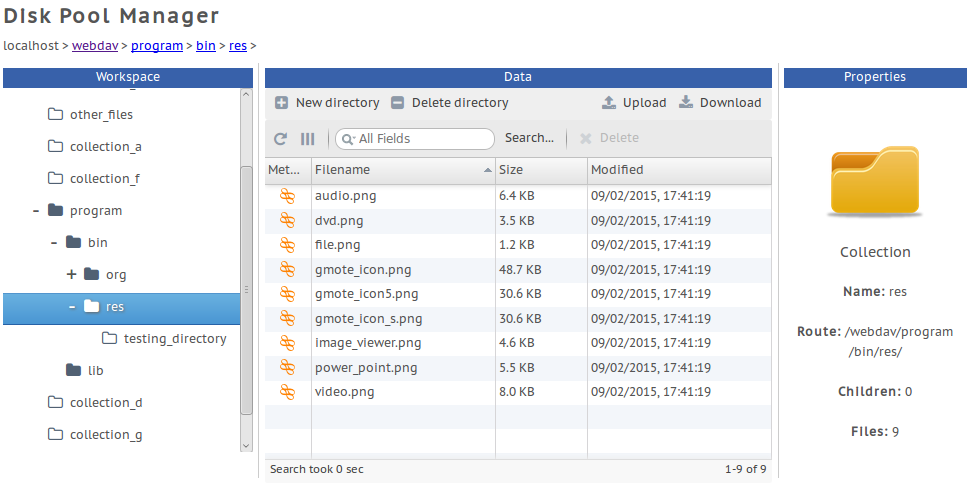 Disk Pool Manager
localhost > webdav > program > bin > res >
Workspace
other_files
collection_a
collection_f
- program
- bin
+ org
- res
testing_directory
lib
collection_d
collection_g
Data
New directory Delete directory Upload Download
All Fields Search... Delete
Met... Filename Size Modified
audio.png 6.4 KB 09/02/2015, 17:41:19
dvd.png 3.5 KB 09/02/2015, 17:41:19
file.png 1.2 KB 09/02/2015, 17:41:19
gmote_icon.png 48.7 KB 09/02/2015, 17:41:19
gmote_icon5.png 30.6 KB 09/02/2015, 17:41:19
gmote_icon_s.png 30.6 KB 09/02/2015, 17:41:19
image_viewer.png 4.6 KB 09/02/2015, 17:41:19
power_point.png 5.5 KB 09/02/2015, 17:41:19
video.png 8.0 KB 09/02/2015, 17:41:19
Search took 0 sec 1-9 of 9
Properties
Collection
Name: res
Route: /webdav/program
/bin/res/
Children: 0
Files: 9